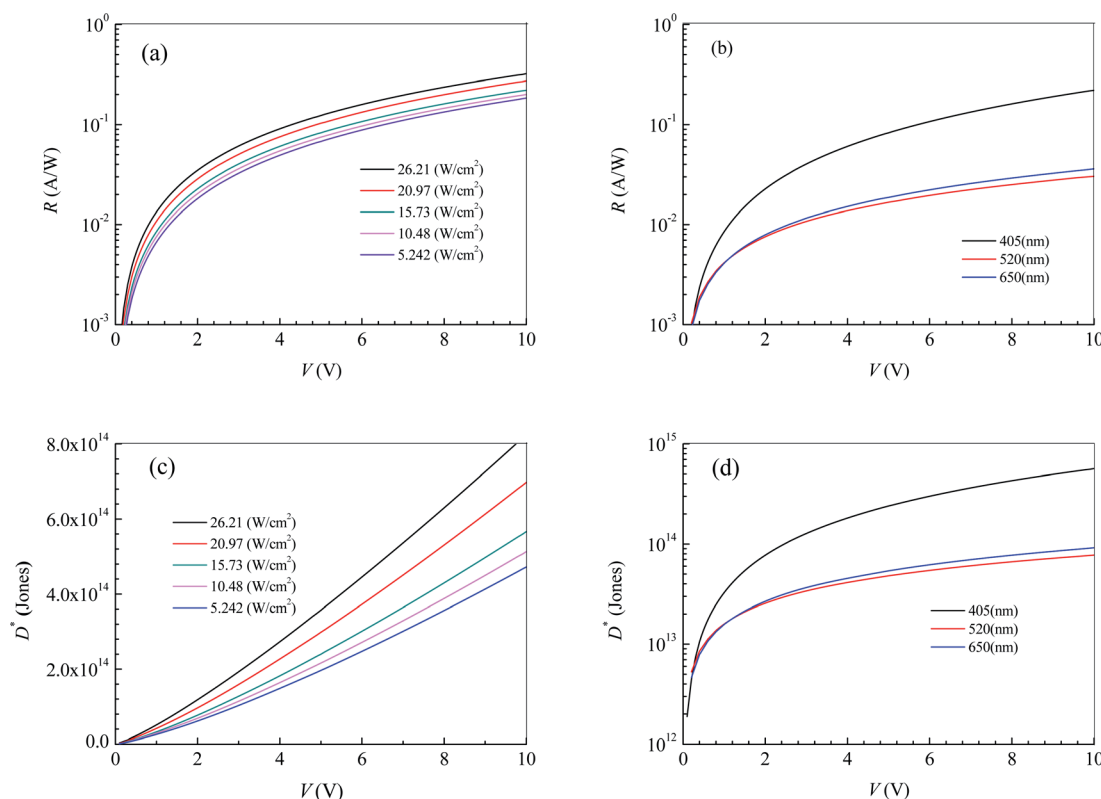 (a)
10⁰
10⁻¹
10⁻²
10⁻³
R (A/W)
26.21 (W/cm²)
20.97 (W/cm²)
15.73 (W/cm²)
10.48 (W/cm²)
5.242 (W/cm²)
0 2 4 6 8 10
V (V)
(b)
10⁰
10⁻¹
10⁻²
10⁻³
R (A/W)
405(nm)
520(nm)
650(nm)
0 2 4 6 8 10
V (V)
(c)
8.0x10¹⁴
6.0x10¹⁴
4.0x10¹⁴
2.0x10¹⁴
0.0
D* (Jones)
26.21 (W/cm²)
20.97 (W/cm²)
15.73 (W/cm²)
10.48 (W/cm²)
5.242 (W/cm²)
0 2 4 6 8 10
V (V)
(d)
10¹⁵
10¹⁴
10¹³
10¹²
D* (Jones)
405(nm)
520(nm)
650(nm)
0 2 4 6 8 10
V (V)